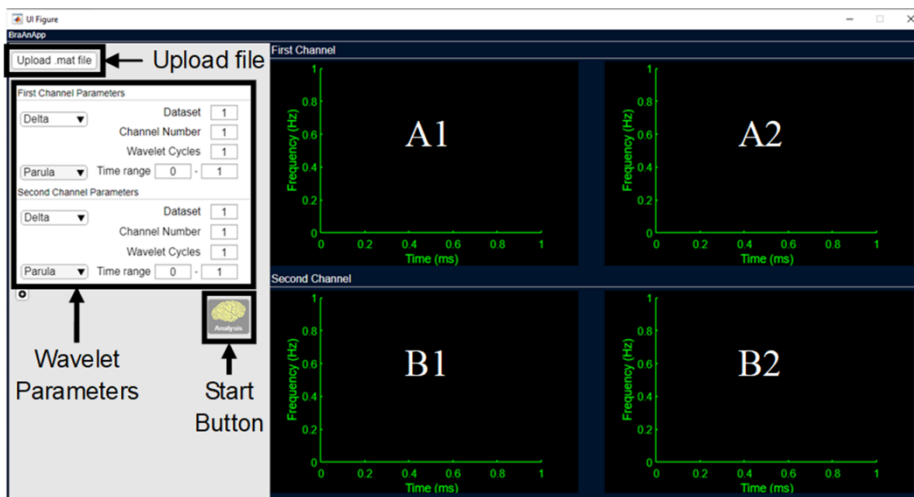 UI Figure
BraAnApp
Upload .mat file
Upload file
First Channel Parameters
Delta
Dataset 1
Channel Number 1
Wavelet Cycles 1
Parula Time range 0 - 1
Second Channel Parameters
Delta
Dataset 1
Channel Number 1
Wavelet Cycles 1
Parula Time range 0 - 1
Analysis
Wavelet
Parameters
Start
Button
First Channel
A1
Frequency (Hz)
1
0.8
0.6
0.4
0.2
0
0 0.2 0.4 0.6 0.8 1
Time (ms)
A2
Frequency (Hz)
1
0.8
0.6
0.4
0.2
0
0 0.2 0.4 0.6 0.8 1
Time (ms)
Second Channel
B1
Frequency (Hz)
1
0.8
0.6
0.4
0.2
0
0 0.2 0.4 0.6 0.8 1
Time (ms)
B2
Frequency (Hz)
1
0.8
0.6
0.4
0.2
0
0 0.2 0.4 0.6 0.8 1
Time (ms)